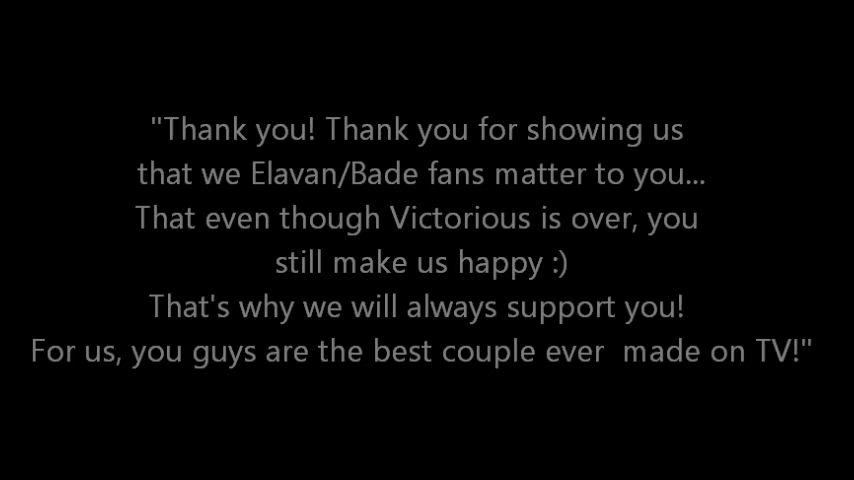 "Thank you! Thank you for showing us
that we Elavan/Bade fans matter to you...
That even though Victorious is over, you
still make us happy :)
That's why we will always support you!
For us, you guys are the best couple ever  made on TV!"